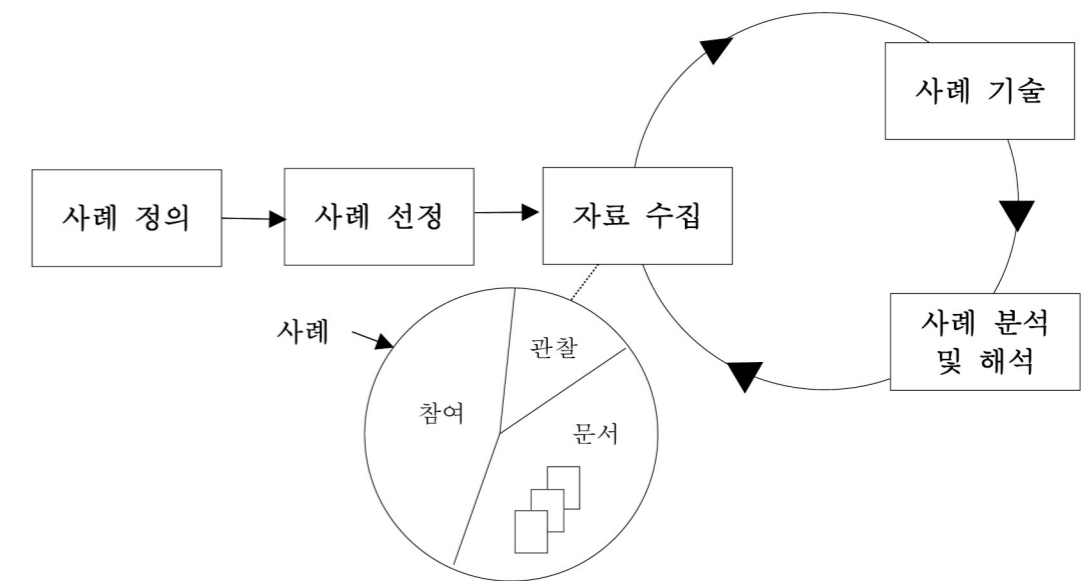 사례 정의
사례 선정
자료 수집
사례 기술
사례 분석
및 해석
사례
참여
관찰
문서